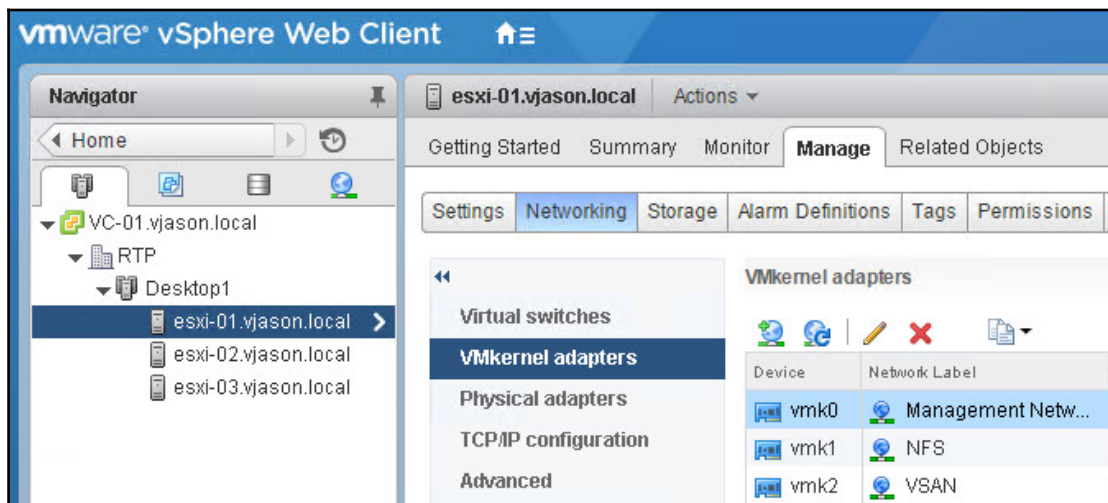 vmware® vSphere Web Client
Navigator
Home
VC-01.vjason.local
RTP
Desktop1
esxi-01.vjason.local
esxi-02.vjason.local
esxi-03.vjason.local
esxi-01.vjason.local Actions
Getting Started Summary Monitor Manage Related Objects
Settings Networking Storage Alarm Definitions Tags Permissions
Virtual switches
VMkernel adapters
Physical adapters
TCP/IP configuration
Advanced
VMkernel adapters
Device Network Label
vmk0 Management Netw...
vmk1 NFS
vmk2 VSAN